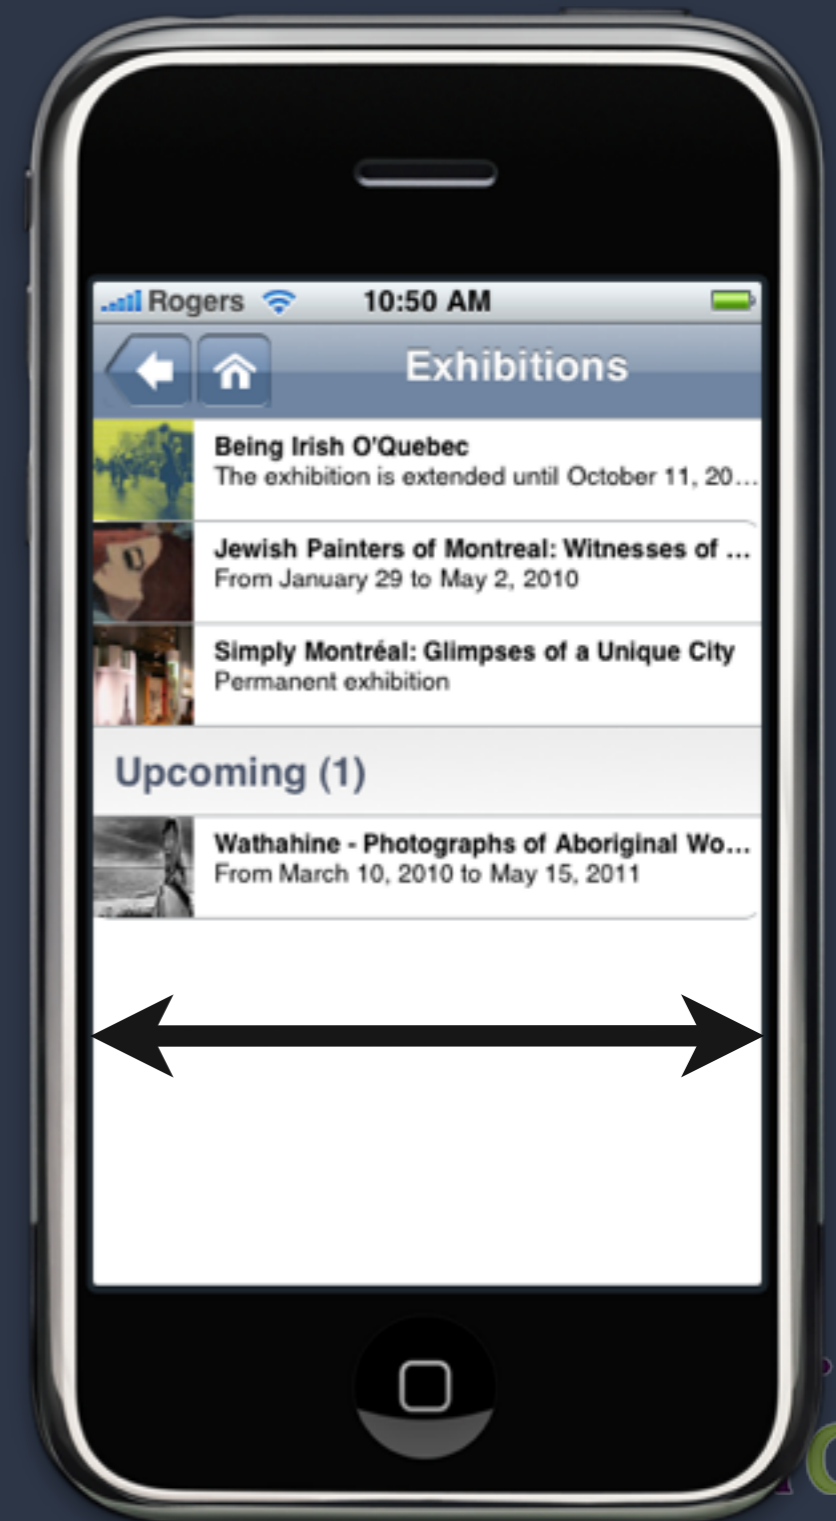 Rogers 10:50 AM
Exhibitions
Being Irish O'Quebec
The exhibition is extended until October 11, 20...
Jewish Painters of Montreal: Witnesses of ...
From January 29 to May 2, 2010
Simply Montréal: Glimpses of a Unique City
Permanent exhibition
Upcoming (1)
Wathahine - Photographs of Aboriginal Wo...
From March 10, 2010 to May 15, 2011